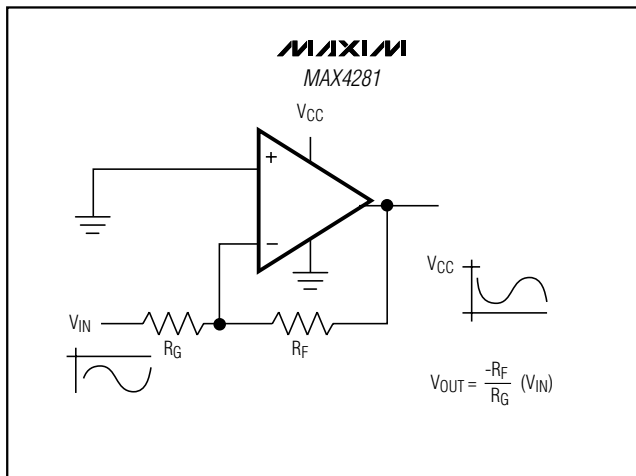 MAXIM
MAX4281
VCC
+
−
VCC
VIN
RG
RF
VOUT = -RF/RG (VIN)